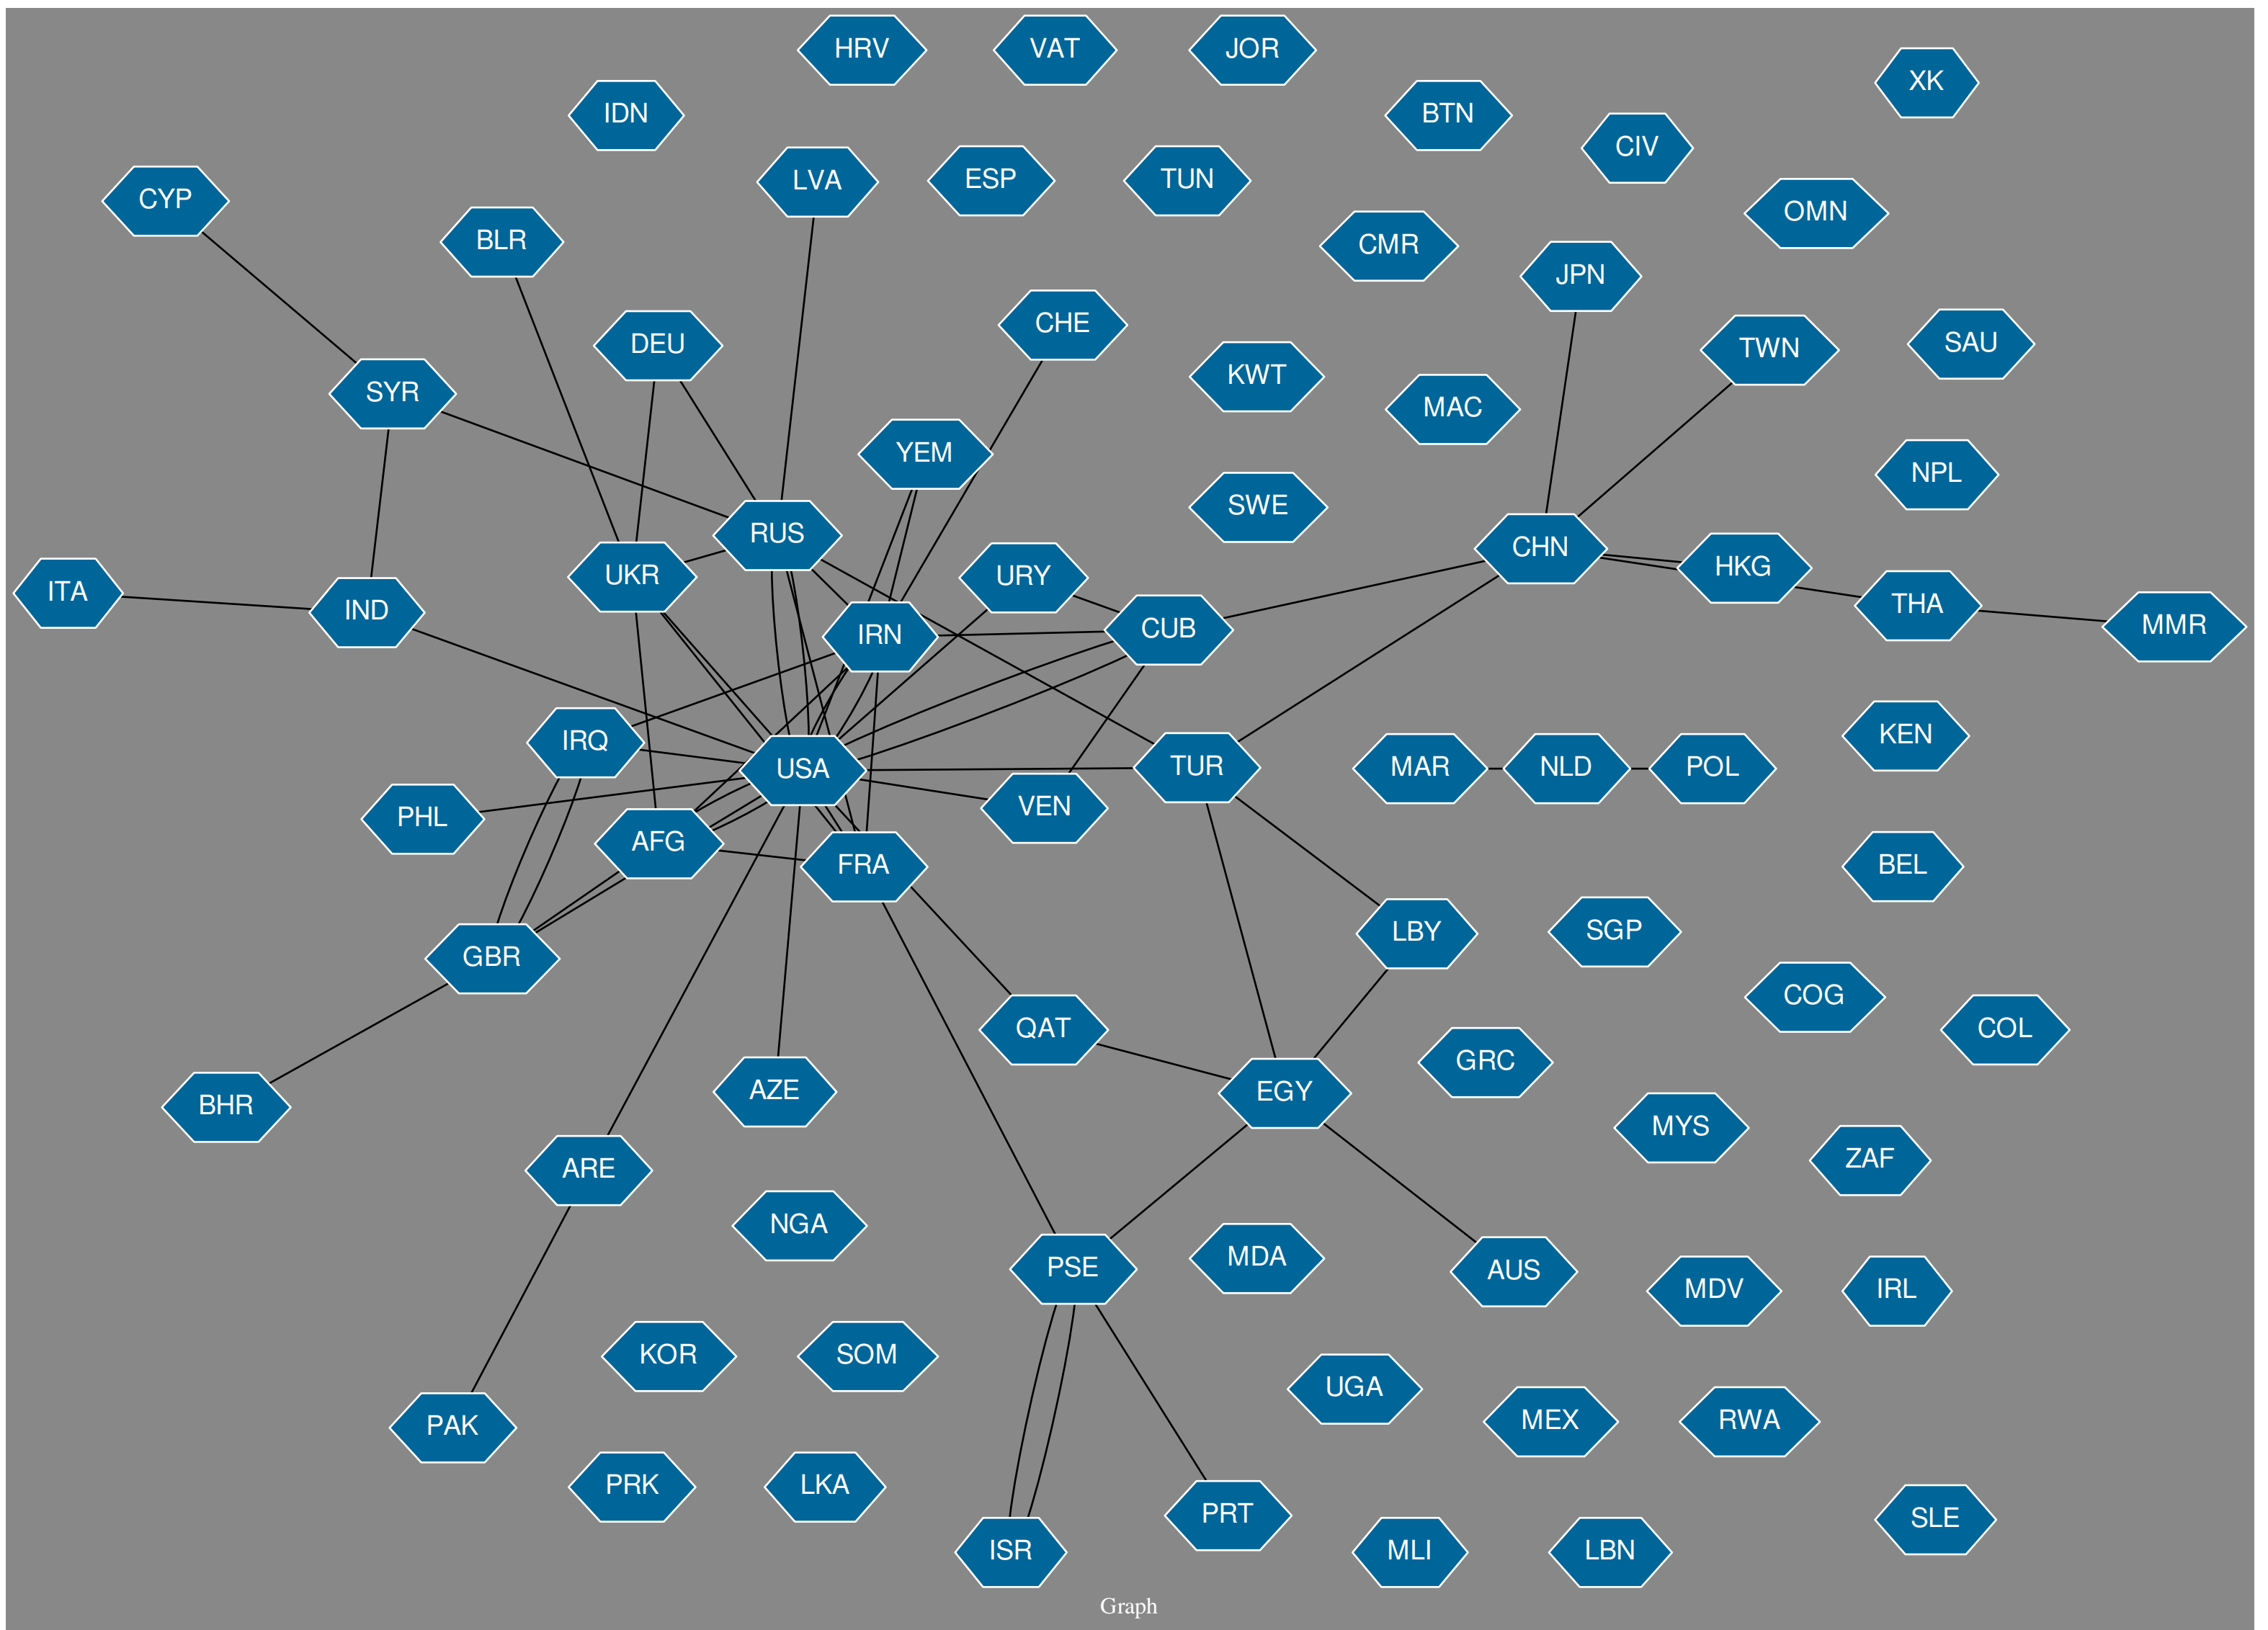 HRV
VAT
JOR
XK
IDN
BTN
CIV
LVA
ESP
TUN
CYP
OMN
BLR
CMR
JPN
CHE
DEU
TWN
SAU
KWT
SYR
MAC
YEM
NPL
SWE
RUS
CHN
HKG
UKR
URY
ITA
IND
THA
IRN
CUB
MMR
IRQ
USA
TUR
MAR
NLD
POL
KEN
PHL
VEN
AFG
FRA
BEL
GBR
LBY
SGP
QAT
COG
COL
BHR
AZE
EGY
GRC
MYS
ARE
ZAF
NGA
PSE
MDA
AUS
MDV
IRL
KOR
SOM
UGA
PAK
MEX
RWA
PRK
LKA
PRT
SLE
ISR
MLI
LBN
Graph